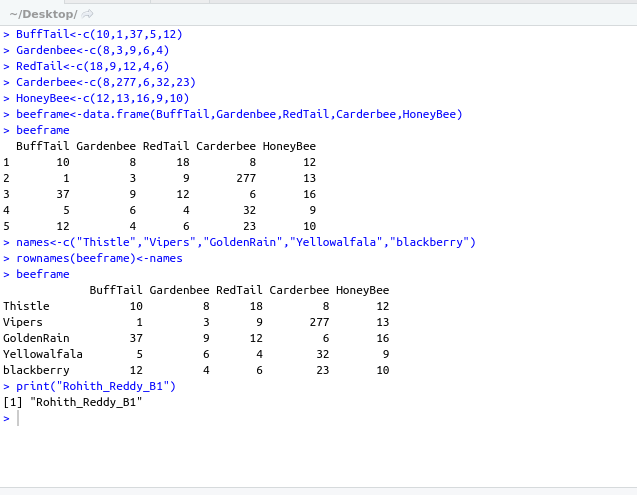 ~/Desktop/
> BuffTail<-c(10,1,37,5,12)
> Gardenbee<-c(8,3,9,6,4)
> RedTail<-c(18,9,12,4,6)
> Carderbee<-c(8,277,6,32,23)
> HoneyBee<-c(12,13,16,9,10)
> beeframe<-data.frame(BuffTail,Gardenbee,RedTail,Carderbee,HoneyBee)
> beeframe
  BuffTail Gardenbee RedTail Carderbee HoneyBee
1       10         8      18         8       12
2        1         3       9       277       13
3       37         9      12         6       16
4        5         6       4        32        9
5       12         4       6        23       10
> names<-c("Thistle","Vipers","GoldenRain","Yellowalfala","blackberry")
> rownames(beeframe)<-names
> beeframe
             BuffTail Gardenbee RedTail Carderbee HoneyBee
Thistle            10         8      18         8       12
Vipers              1         3       9       277       13
GoldenRain         37         9      12         6       16
Yellowalfala        5         6       4        32        9
blackberry         12         4       6        23       10
> print("Rohith_Reddy_B1")
[1] "Rohith_Reddy_B1"
>